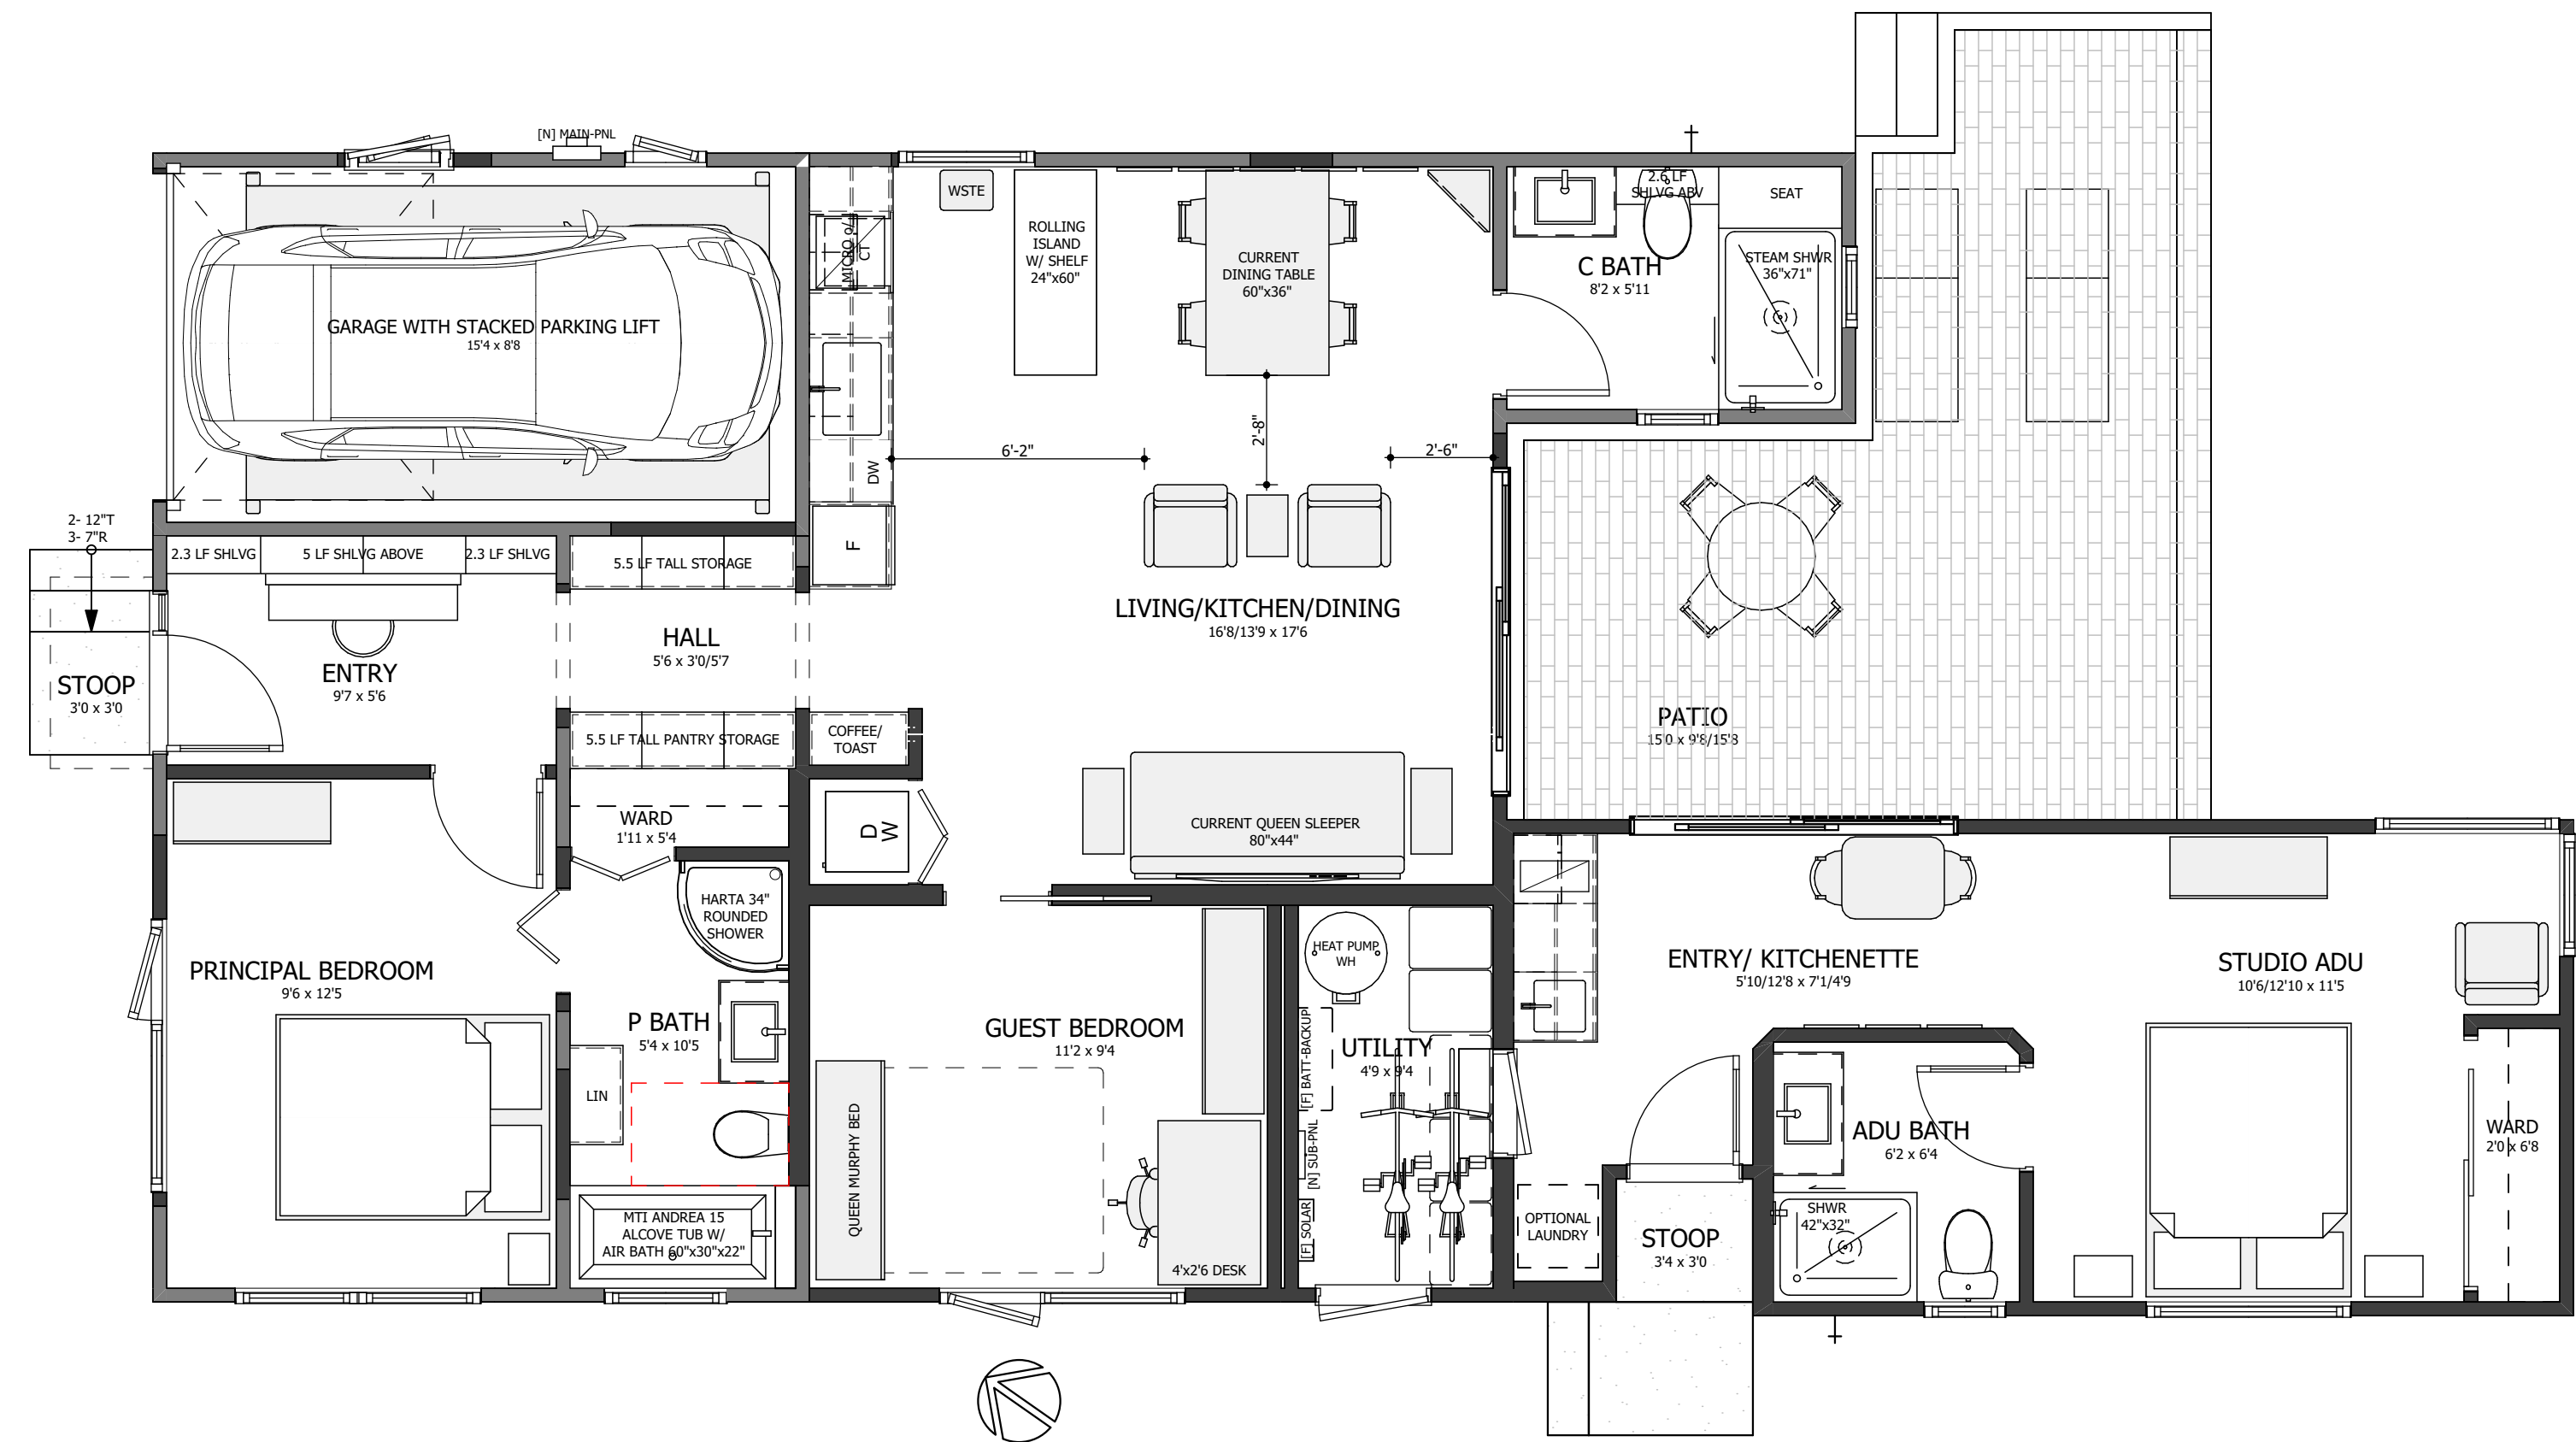 [N] MAIN-PNL
GARAGE WITH STACKED PARKING LIFT
15'4 x 8'8
MICRO o/
CT
DW
F
WSTE
ROLLING
ISLAND
W/ SHELF
24"x60"
CURRENT
DINING TABLE
60"x36"
2.6 LF
SHLVG ABV
SEAT
C BATH
8'2 x 5'11
STEAM SHWR
36"x71"
6'-2"
2'-8"
2'-6"
2- 12"T
3- 7"R
2.3 LF SHLVG
5 LF SHLVG ABOVE
2.3 LF SHLVG
5.5 LF TALL STORAGE
STOOP
3'0 x 3'0
ENTRY
9'7 x 5'6
HALL
5'6 x 3'0/5'7
LIVING/KITCHEN/DINING
16'8/13'9 x 17'6
PATIO
15'0 x 9'8/15'8
5.5 LF TALL PANTRY STORAGE
COFFEE/
TOAST
WARD
1'11 x 5'4
D
W
CURRENT QUEEN SLEEPER
80"x44"
HARTA 34"
ROUNDED
SHOWER
PRINCIPAL BEDROOM
9'6 x 12'5
P BATH
5'4 x 10'5
LIN
MTI ANDREA 15
ALCOVE TUB W/
AIR BATH 60"x30"x22"
GUEST BEDROOM
11'2 x 9'4
QUEEN MURPHY BED
4'x2'6 DESK
HEAT PUMP
WH
UTILITY
4'9 x 9'4
[F] BATT-BACKUP
[N] SUB-PNL
[F] SOLAR
ENTRY/ KITCHENETTE
5'10/12'8 x 7'1/4'9
OPTIONAL
LAUNDRY
STOOP
3'4 x 3'0
ADU BATH
6'2 x 6'4
SHWR
42"x32"
STUDIO ADU
10'6/12'10 x 11'5
WARD
2'0 x 6'8